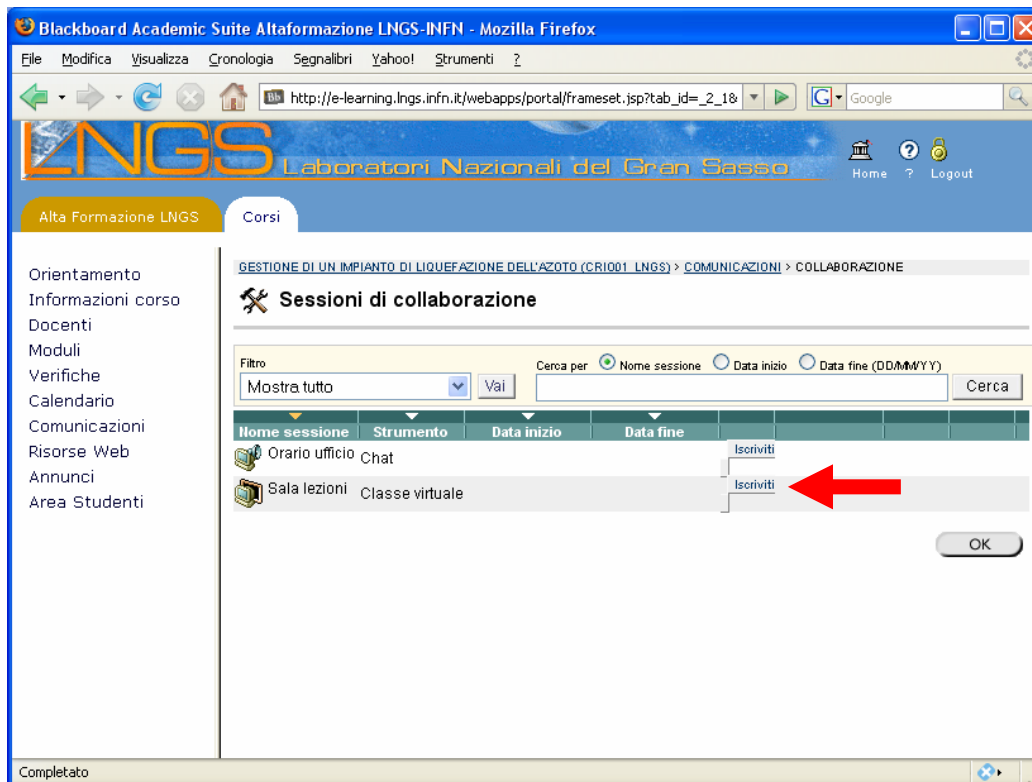 Blackboard Academic Suite Altaformazione LNGS-INFN - Mozilla Firefox
File Modifica Visualizza Cronologia Segnalibri Yahoo! Strumenti ?
http://e-learning.lngs.infn.it/webapps/portal/frameset.jsp?tab_id=_2_1& G Google
LNGS Laboratori Nazionali del Gran Sasso
Home ? Logout
Alta Formazione LNGS Corsi
Orientamento
Informazioni corso
Docenti
Moduli
Verifiche
Calendario
Comunicazioni
Risorse Web
Annunci
Area Studenti
GESTIONE DI UN IMPIANTO DI LIQUEFAZIONE DELL'AZOTO (CRIO01_LNGS) > COMUNICAZIONI > COLLABORAZIONE
Sessioni di collaborazione
Filtro Cerca per Nome sessione Data inizio Data fine (DD/MM/YY)
Mostra tutto Vai Cerca
Nome sessione Strumento Data inizio Data fine
Orario ufficio Chat Iscriviti
Sala lezioni Classe virtuale Iscriviti
OK
Completato